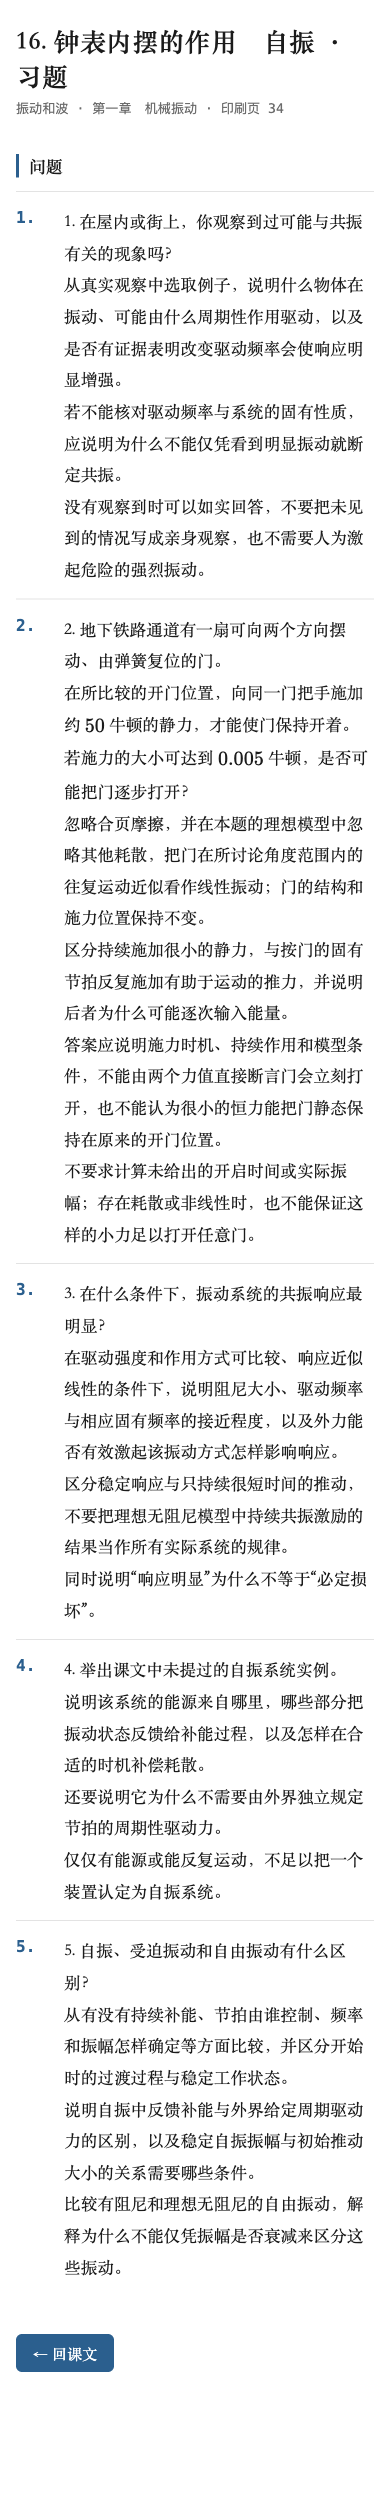 16. 钟表内摆的作用　自振 ·
习题
振动和波 · 第一章　机械振动 · 印刷页 34
问题
1.
1. 在屋内或街上，你观察到过可能与共振
有关的现象吗?
从真实观察中选取例子，说明什么物体在
振动、可能由什么周期性作用驱动，以及
是否有证据表明改变驱动频率会使响应明
显增强。
若不能核对驱动频率与系统的固有性质，
应说明为什么不能仅凭看到明显振动就断
定共振。
没有观察到时可以如实回答，不要把未见
到的情况写成亲身观察，也不需要人为激
起危险的强烈振动。
2.
2. 地下铁路通道有一扇可向两个方向摆
动、由弹簧复位的门。
在所比较的开门位置，向同一门把手施加
约 50 牛顿的静力，才能使门保持开着。
若施力的大小可达到 0.005 牛顿，是否可
能把门逐步打开?
忽略合页摩擦，并在本题的理想模型中忽
略其他耗散，把门在所讨论角度范围内的
往复运动近似看作线性振动；门的结构和
施力位置保持不变。
区分持续施加很小的静力，与按门的固有
节拍反复施加有助于运动的推力，并说明
后者为什么可能逐次输入能量。
答案应说明施力时机、持续作用和模型条
件，不能由两个力值直接断言门会立刻打
开，也不能认为很小的恒力能把门静态保
持在原来的开门位置。
不要求计算未给出的开启时间或实际振
幅；存在耗散或非线性时，也不能保证这
样的小力足以打开任意门。
3.
3. 在什么条件下，振动系统的共振响应最
明显?
在驱动强度和作用方式可比较、响应近似
线性的条件下，说明阻尼大小、驱动频率
与相应固有频率的接近程度，以及外力能
否有效激起该振动方式怎样影响响应。
区分稳定响应与只持续很短时间的推动，
不要把理想无阻尼模型中持续共振激励的
结果当作所有实际系统的规律。
同时说明“响应明显”为什么不等于“必定损
坏”。
4.
4. 举出课文中未提过的自振系统实例。
说明该系统的能源来自哪里，哪些部分把
振动状态反馈给补能过程，以及怎样在合
适的时机补偿耗散。
还要说明它为什么不需要由外界独立规定
节拍的周期性驱动力。
仅仅有能源或能反复运动，不足以把一个
装置认定为自振系统。
5.
5. 自振、受迫振动和自由振动有什么区
别?
从有没有持续补能、节拍由谁控制、频率
和振幅怎样确定等方面比较，并区分开始
时的过渡过程与稳定工作状态。
说明自振中反馈补能与外界给定周期驱动
力的区别，以及稳定自振振幅与初始推动
大小的关系需要哪些条件。
比较有阻尼和理想无阻尼的自由振动，解
释为什么不能仅凭振幅是否衰减来区分这
些振动。
← 回课文